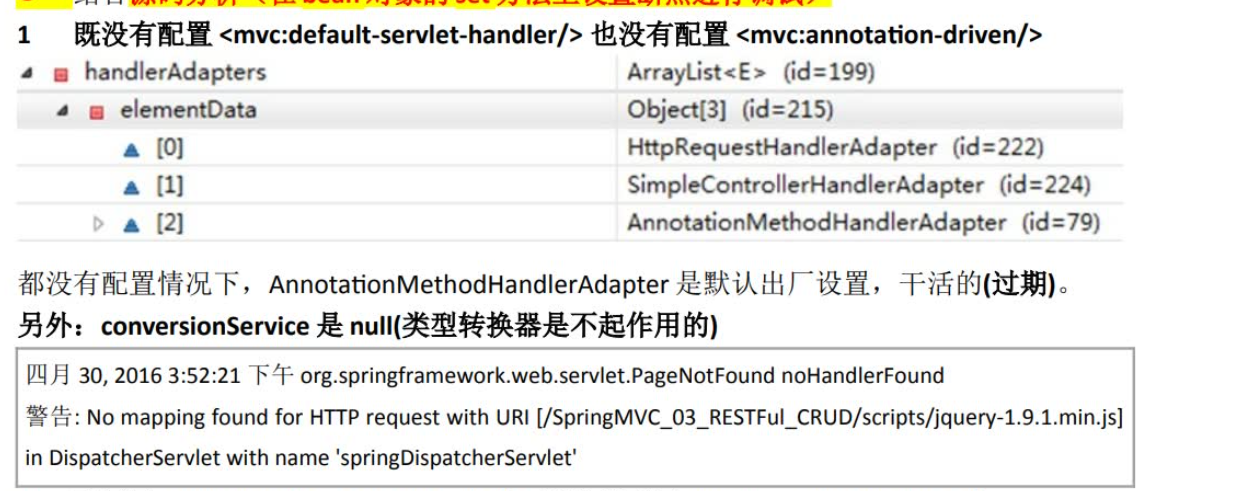 1 既没有配置 <mvc:default-servlet-handler/> 也没有配置 <mvc:annotation-driven/>
handlerAdapters ArrayList<E> (id=199)
elementData Object[3] (id=215)
[0] HttpRequestHandlerAdapter (id=222)
[1] SimpleControllerHandlerAdapter (id=224)
[2] AnnotationMethodHandlerAdapter (id=79)
都没有配置情况下，AnnotationMethodHandlerAdapter 是默认出厂设置，干活的(过期)。
另外：conversionService 是 null(类型转换器是不起作用的)
四月 30, 2016 3:52:21 下午 org.springframework.web.servlet.PageNotFound noHandlerFound
警告: No mapping found for HTTP request with URI [/SpringMVC_03_RESTFul_CRUD/scripts/jquery-1.9.1.min.js]
in DispatcherServlet with name 'springDispatcherServlet'